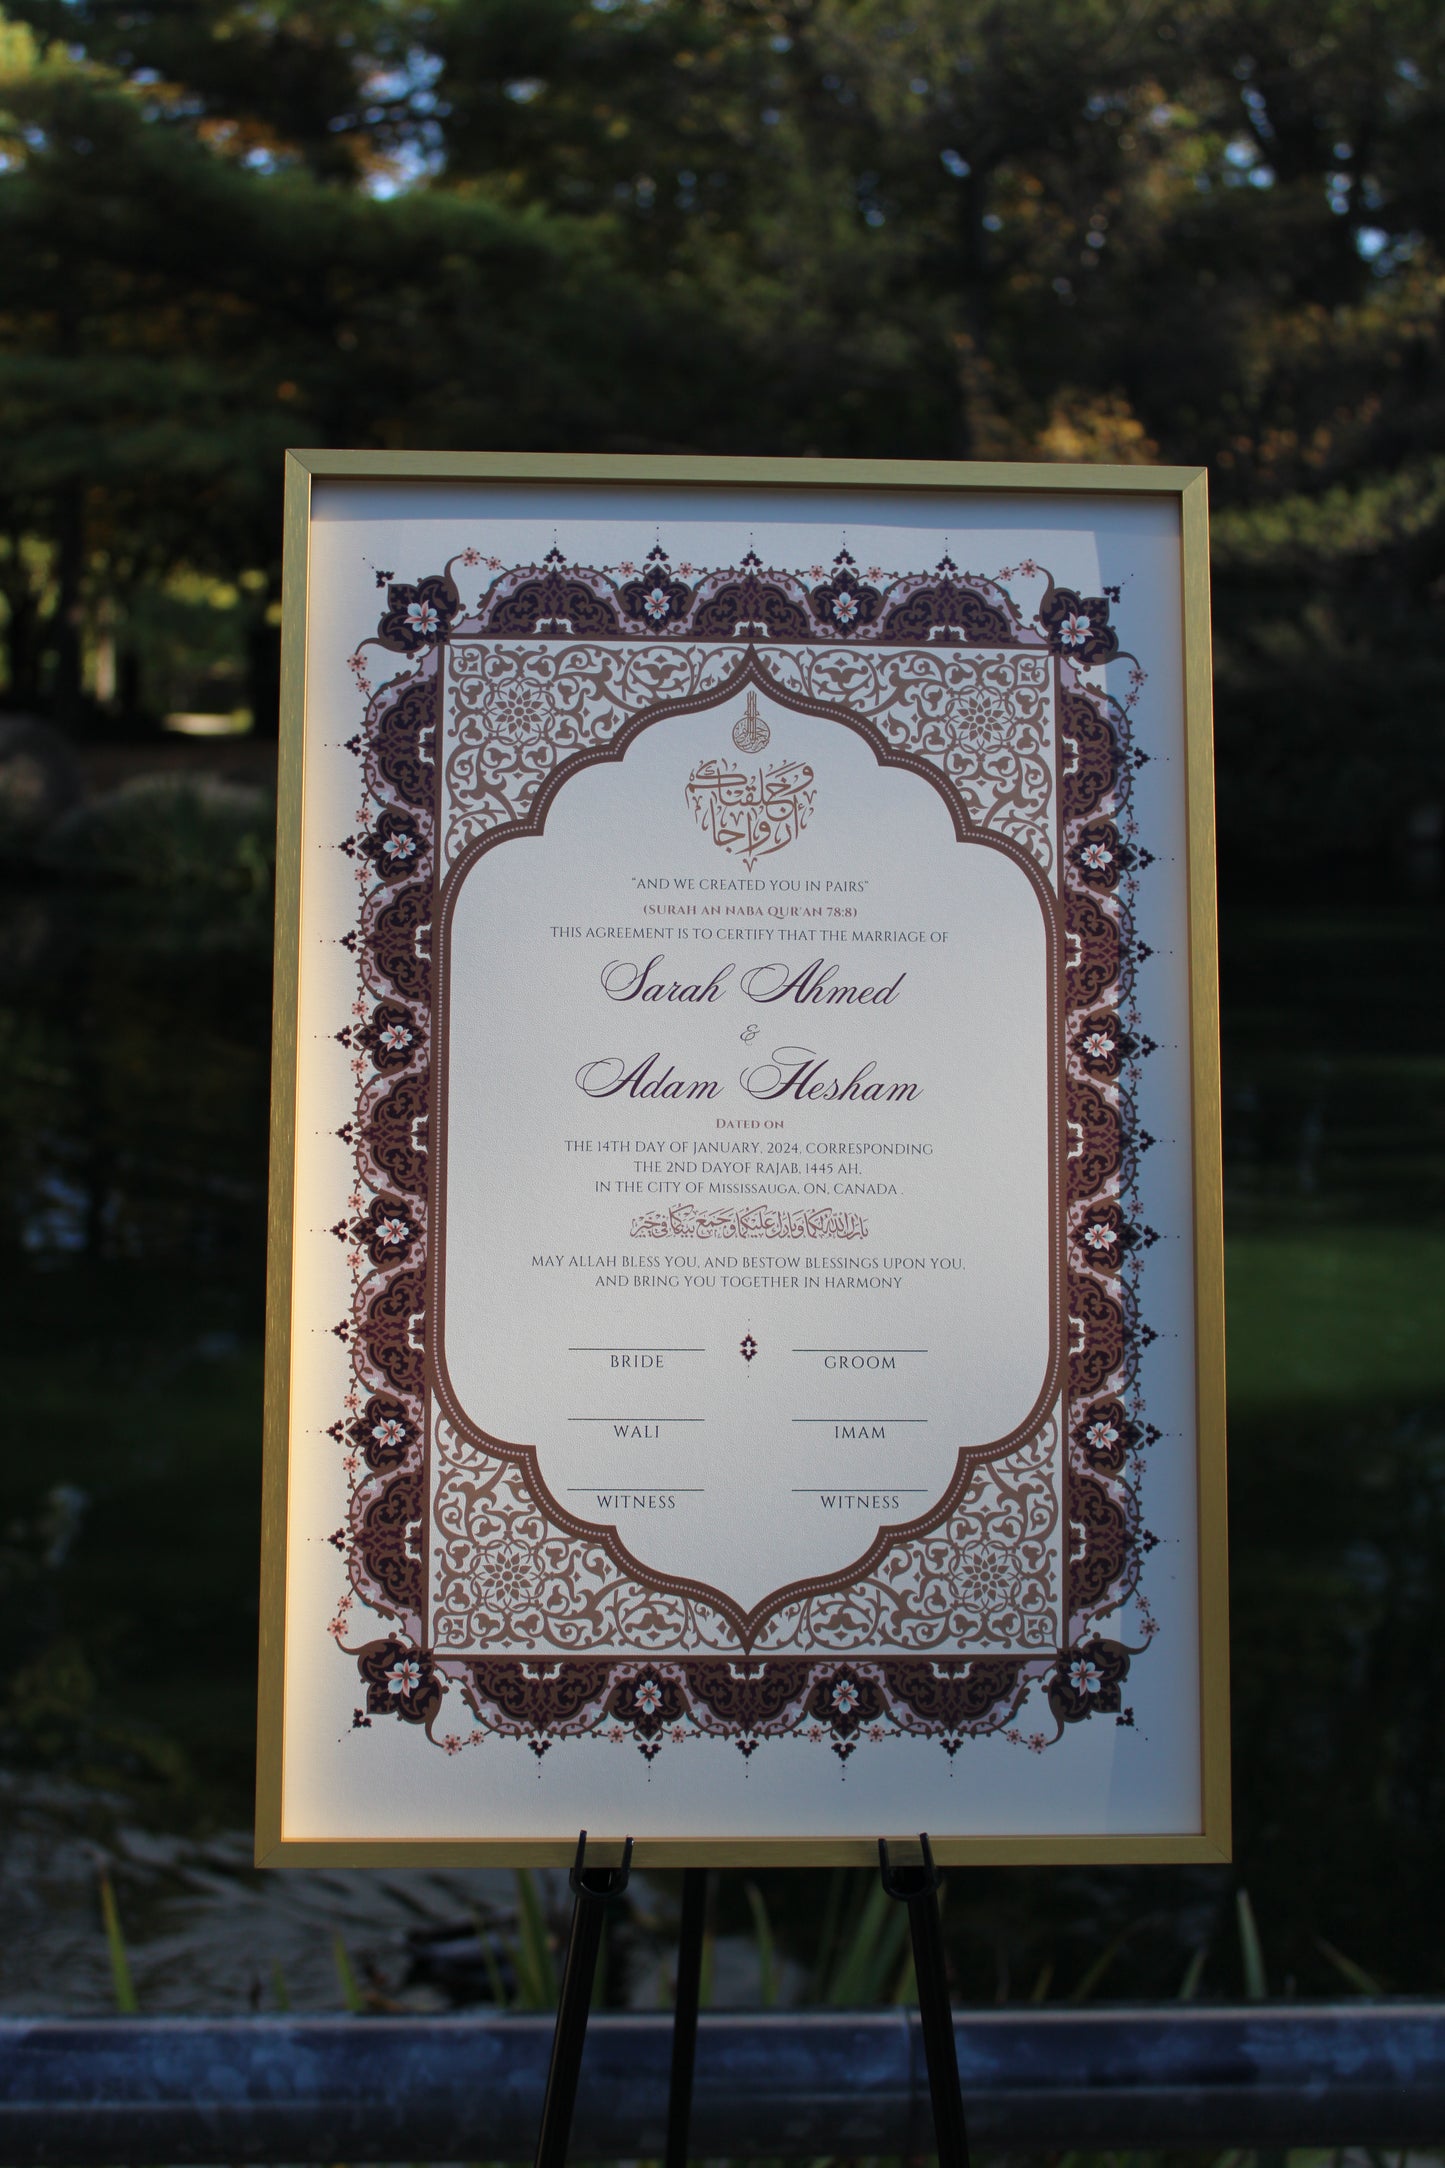 وخلقناكم
أزواجا
“AND WE CREATED YOU IN PAIRS”
(SURAH AN NABA QUR'AN 78:8)
THIS AGREEMENT IS TO CERTIFY THAT THE MARRIAGE OF
Sarah Ahmed
&
Adam Hesham
DATED ON
THE 14TH DAY OF JANUARY, 2024, CORRESPONDING
THE 2ND DAYOF RAJAB, 1445 AH,
IN THE CITY OF MISSISSAUGA, ON, CANADA .
بارك الله لكما وبارك عليكما وجمع بينكما في خير
MAY ALLAH BLESS YOU, AND BESTOW BLESSINGS UPON YOU,
AND BRING YOU TOGETHER IN HARMONY
BRIDE GROOM
WALI IMAM
WITNESS WITNESS